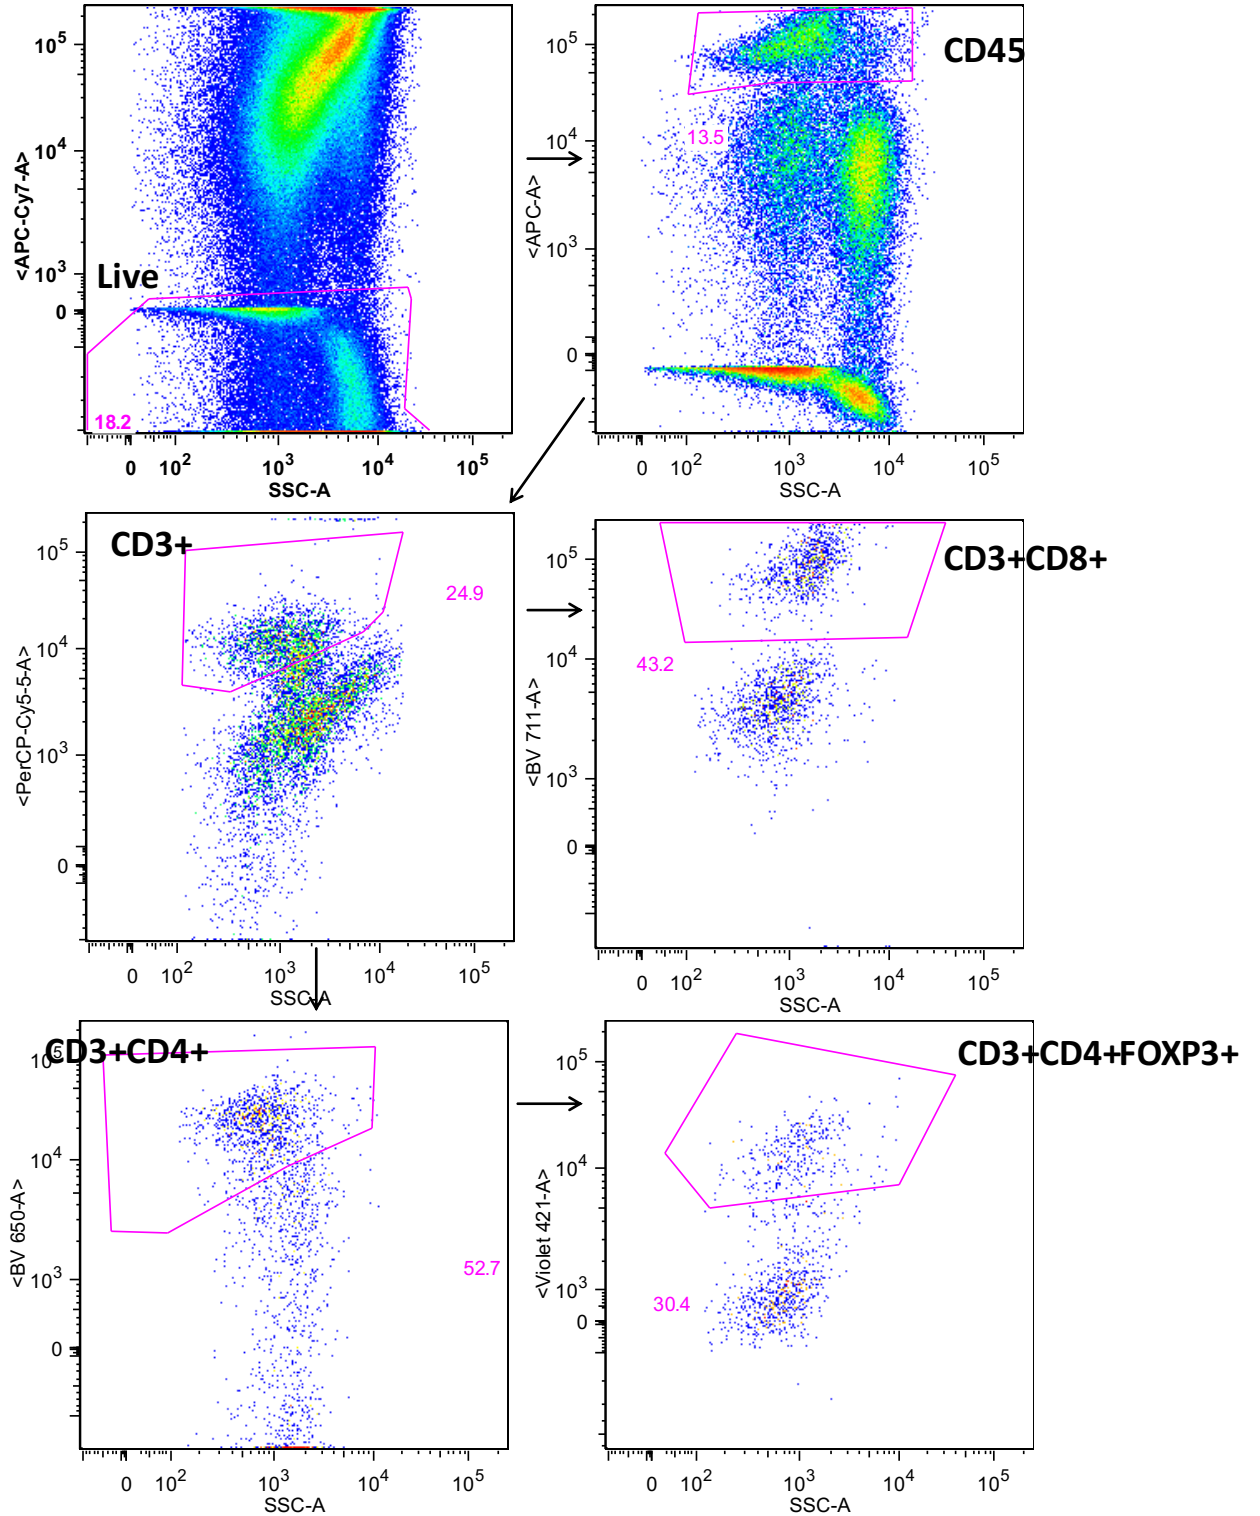 <APC-Cy7-A>
10^5
10^4
10^3
0
Live
18.2
0 10^2 10^3 10^4 10^5
SSC-A
<APC-A>
10^5
10^4
10^3
0
CD45
13.5
0 10^2 10^3 10^4 10^5
SSC-A
<PerCP-Cy5-5-A>
10^5
10^4
10^3
0
CD3+
24.9
0 10^2 10^3 10^4 10^5
SSC-A
<BV 711-A>
10^5
10^4
10^3
0
CD3+CD8+
43.2
0 10^2 10^3 10^4 10^5
SSC-A
<BV 650-A>
10^5
10^4
10^3
0
CD3+CD4+
52.7
0 10^2 10^3 10^4 10^5
SSC-A
<Violet 421-A>
10^5
10^4
10^3
0
CD3+CD4+FOXP3+
30.4
0 10^2 10^3 10^4 10^5
SSC-A